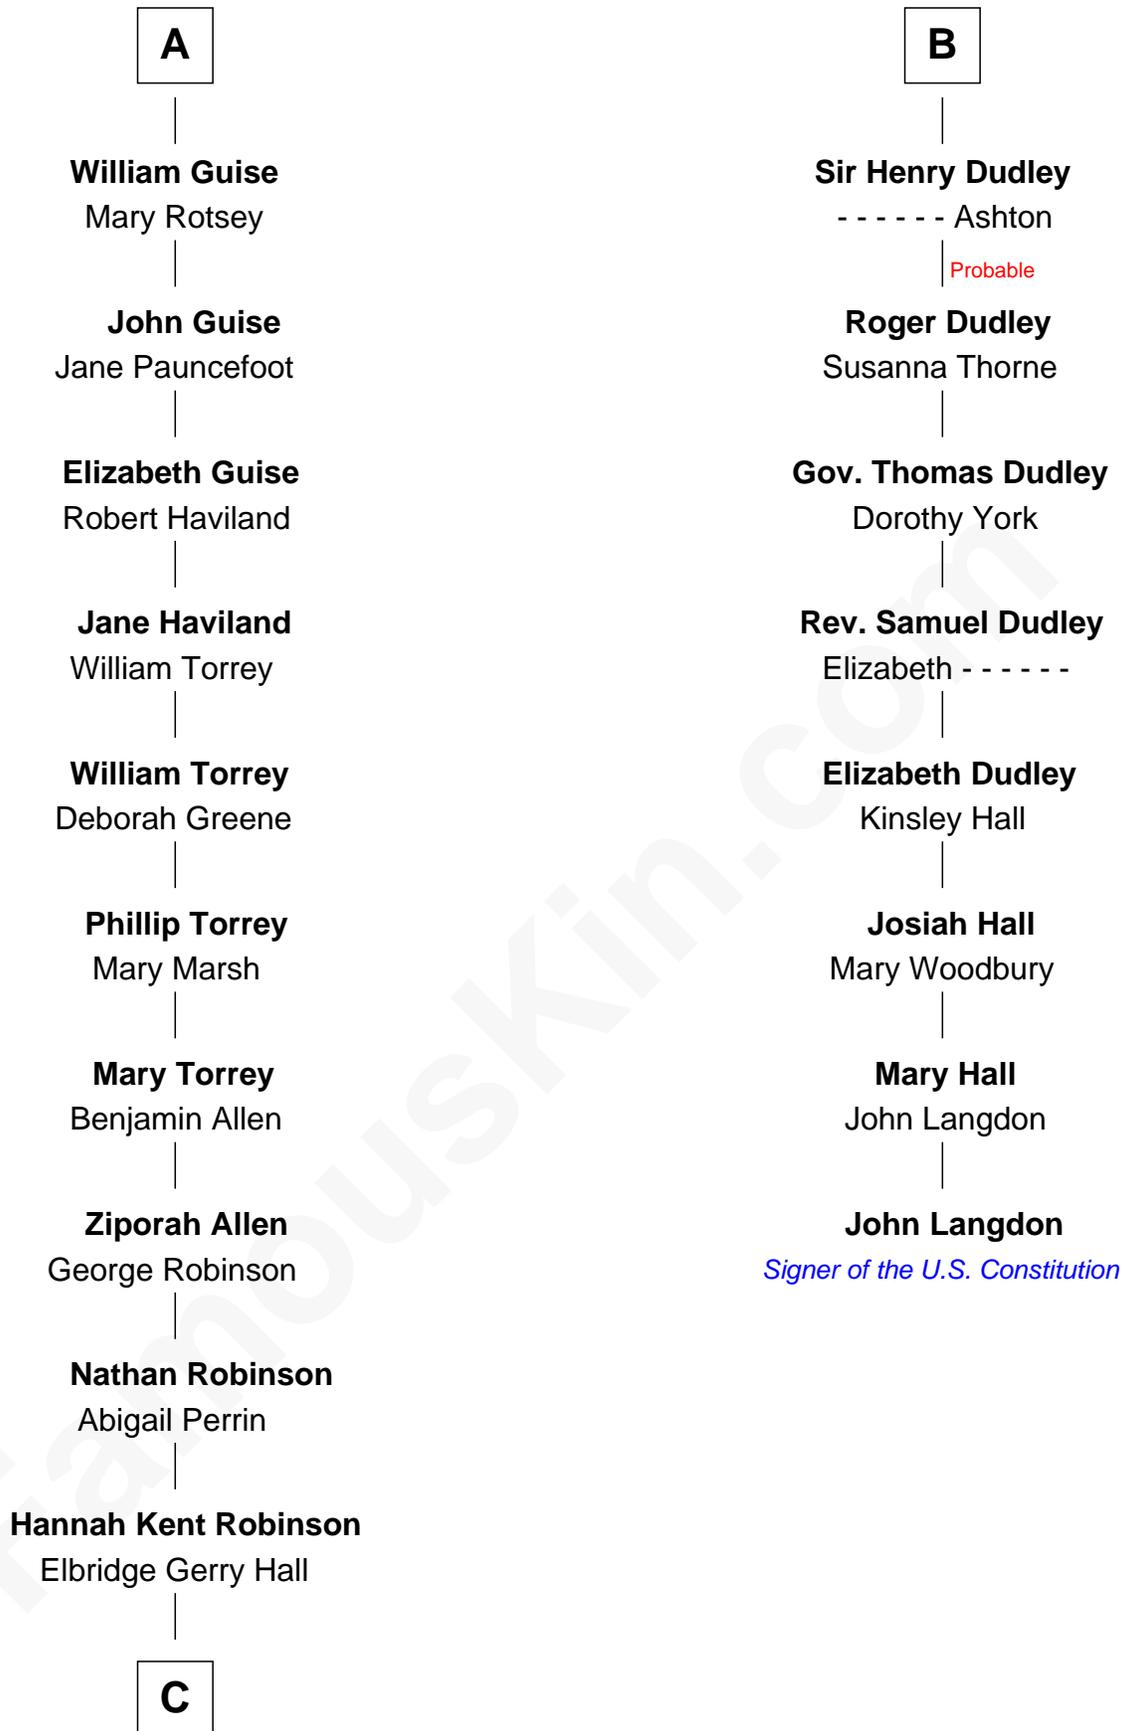 A
William Guise
Mary Rotsey
John Guise
Jane Pauncefoot
Elizabeth Guise
Robert Haviland
Jane Haviland
William Torrey
William Torrey
Deborah Greene
Phillip Torrey
Mary Marsh
Mary Torrey
Benjamin Allen
Ziporah Allen
George Robinson
Nathan Robinson
Abigail Perrin
Hannah Kent Robinson
Elbridge Gerry Hall
C
B
Sir Henry Dudley
- - - - - - Ashton
Probable
Roger Dudley
Susanna Thorne
Gov. Thomas Dudley
Dorothy York
Rev. Samuel Dudley
Elizabeth - - - - - -
Elizabeth Dudley
Kinsley Hall
Josiah Hall
Mary Woodbury
Mary Hall
John Langdon
John Langdon
Signer of the U.S. Constitution
FamousKin.com